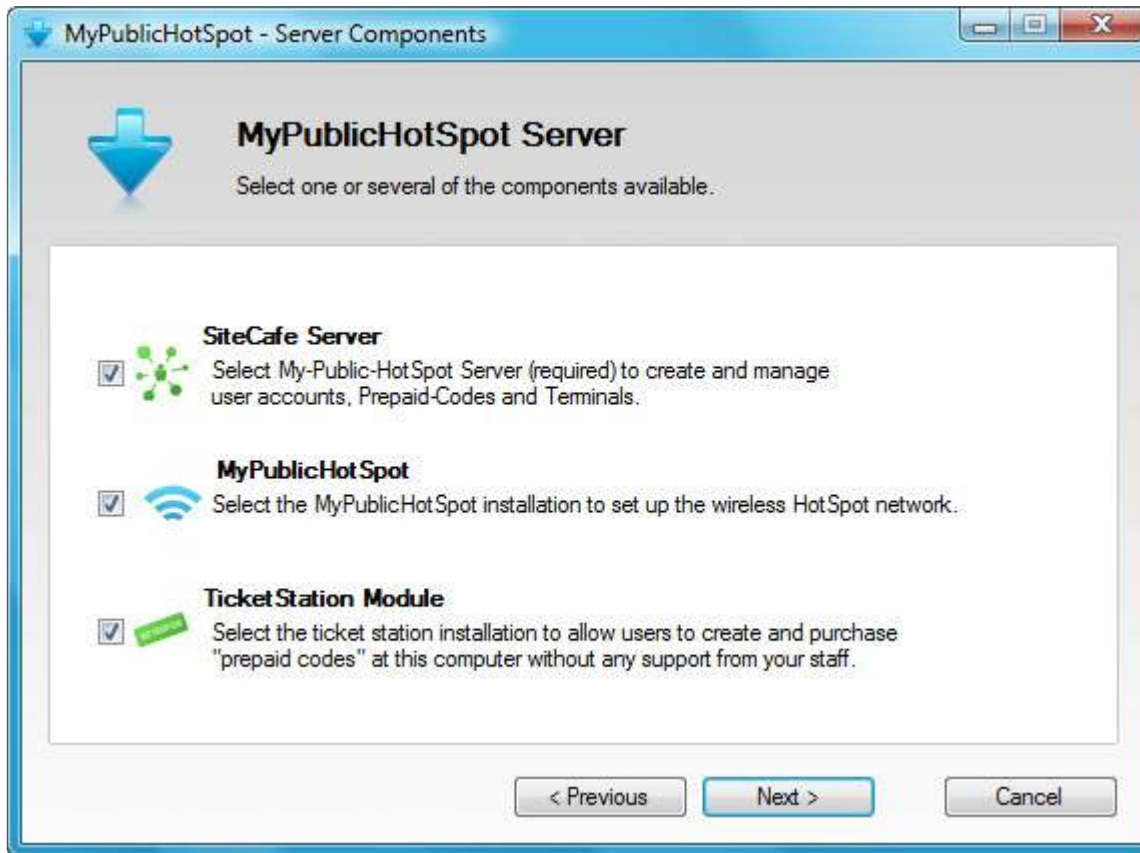 MyPublicHotSpot - Server Components
MyPublicHotSpot Server
Select one or several of the components available.
SiteCafe Server
Select My-Public-HotSpot Server (required) to create and manage
user accounts, Prepaid-Codes and Terminals.
MyPublicHotSpot
Select the MyPublicHotSpot installation to set up the wireless HotSpot network.
TicketStation Module
Select the ticket station installation to allow users to create and purchase
"prepaid codes" at this computer without any support from your staff.
< Previous
Next >
Cancel